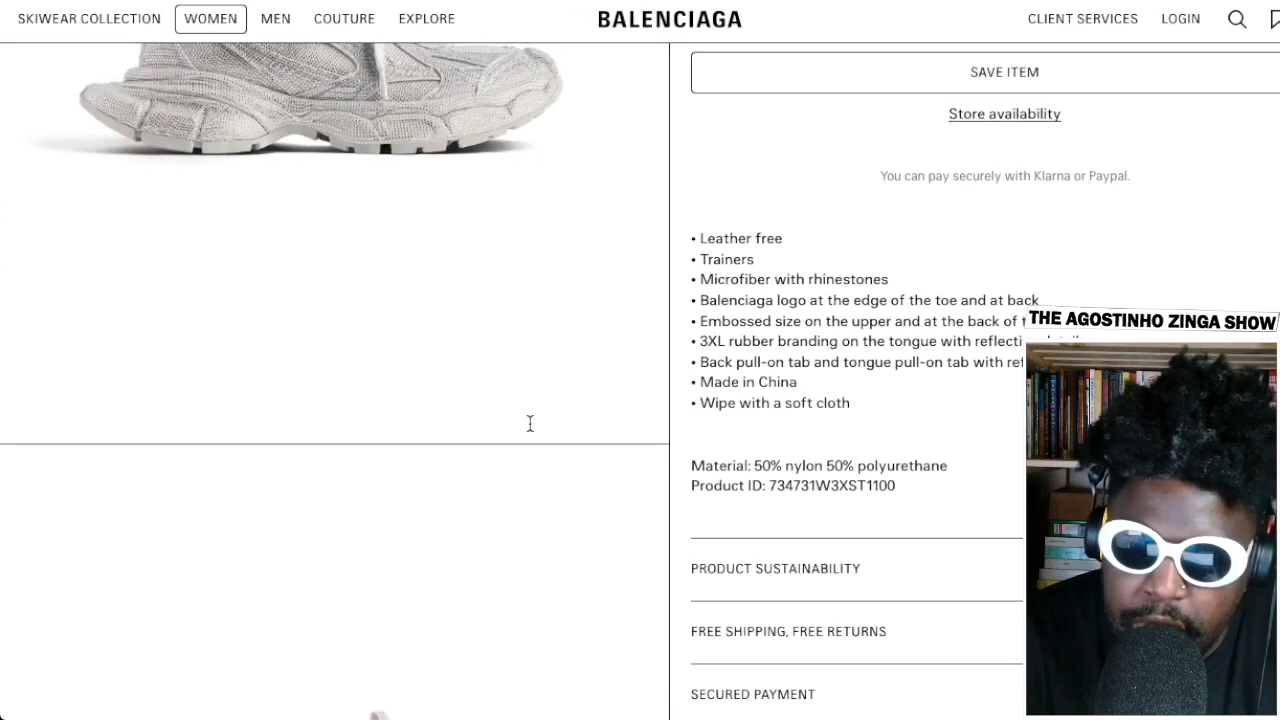 SKIWEAR COLLECTION WOMEN MEN COUTURE EXPLORE BALENCIAGA CLIENT SERVICES LOGIN
SAVE ITEM
Store availability
You can pay securely with Klarna or Paypal.
• Leather free
• Trainers
• Microfiber with rhinestones
• Balenciaga logo at the edge of the toe and at back
• Embossed size on the upper and at the back of
• 3XL rubber branding on the tongue with
• Back pull-on tab and tongue pull-on tab with
• Made in China
• Wipe with a soft cloth
THE AGOSTINHO ZINGA SHOW
Material: 50% nylon 50% polyurethane
Product ID: 734731W3XST1100
PRODUCT SUSTAINABILITY
FREE SHIPPING, FREE RETURNS
SECURED PAYMENT